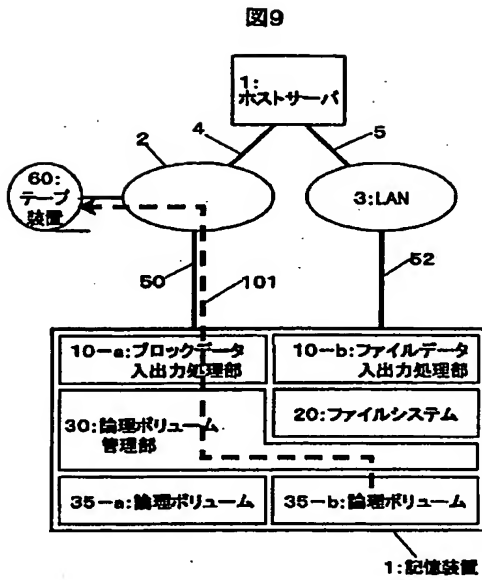 図9
1:
ホストサーバ
4
5
2
60:
テープ
装置
3:LAN
50
101
52
10-a:ブロックデータ
入出力処理部
10-b:ファイルデータ
入出力処理部
30:論理ボリューム
管理部
20:ファイルシステム
35-a:論理ボリューム
35-b:論理ボリューム
1:記憶装置